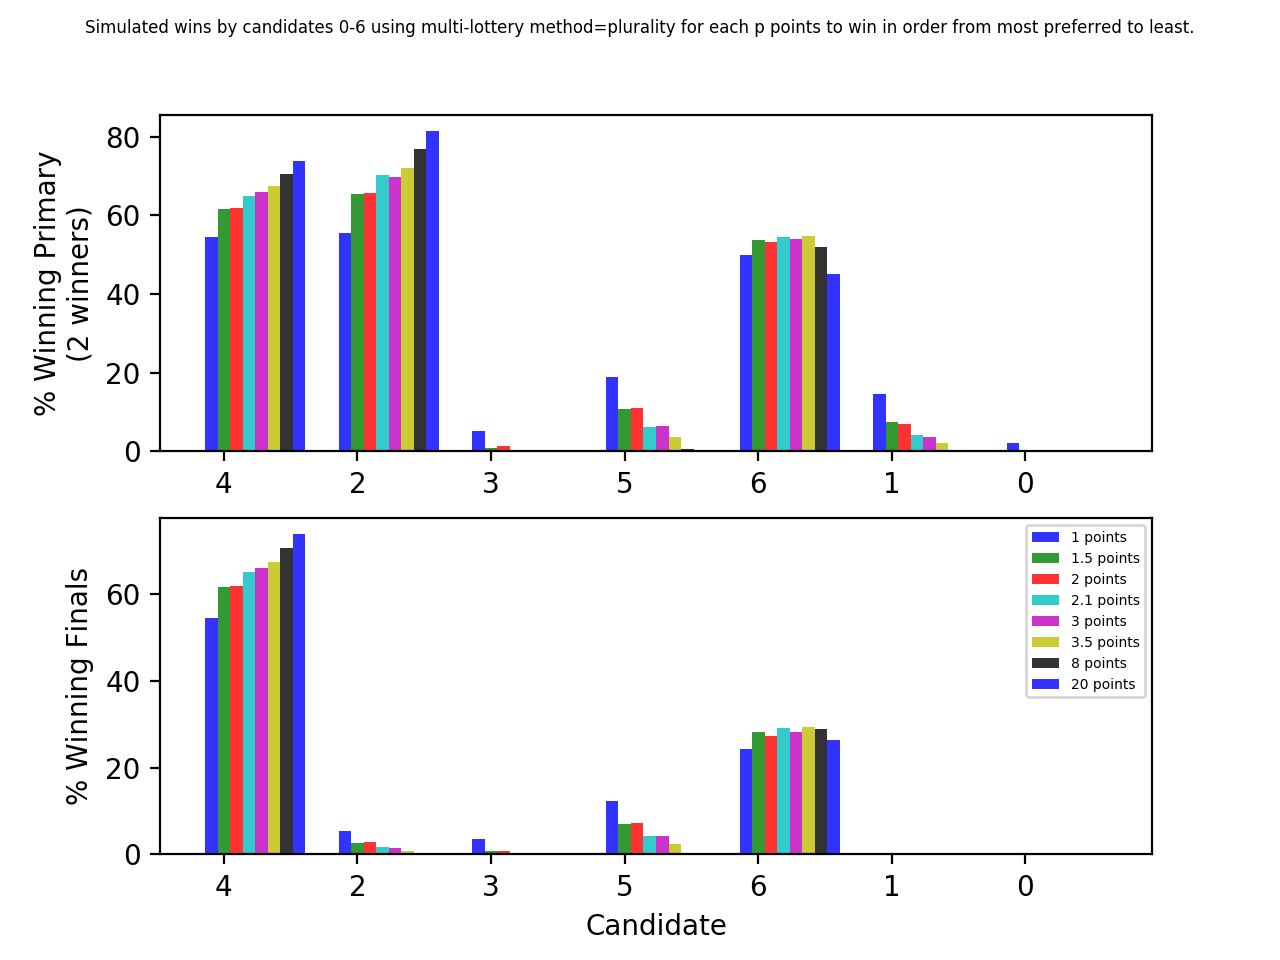 Simulated wins by candidates 0-6 using multi-lottery method=plurality for each p points to win in order from most preferred to least.
% Winning Primary
(2 winners)
80
60
40
20
0
4 2 3 5 6 1 0
% Winning Finals
60
40
20
0
1 points
1.5 points
2 points
2.1 points
3 points
3.5 points
8 points
20 points
4 2 3 5 6 1 0
Candidate